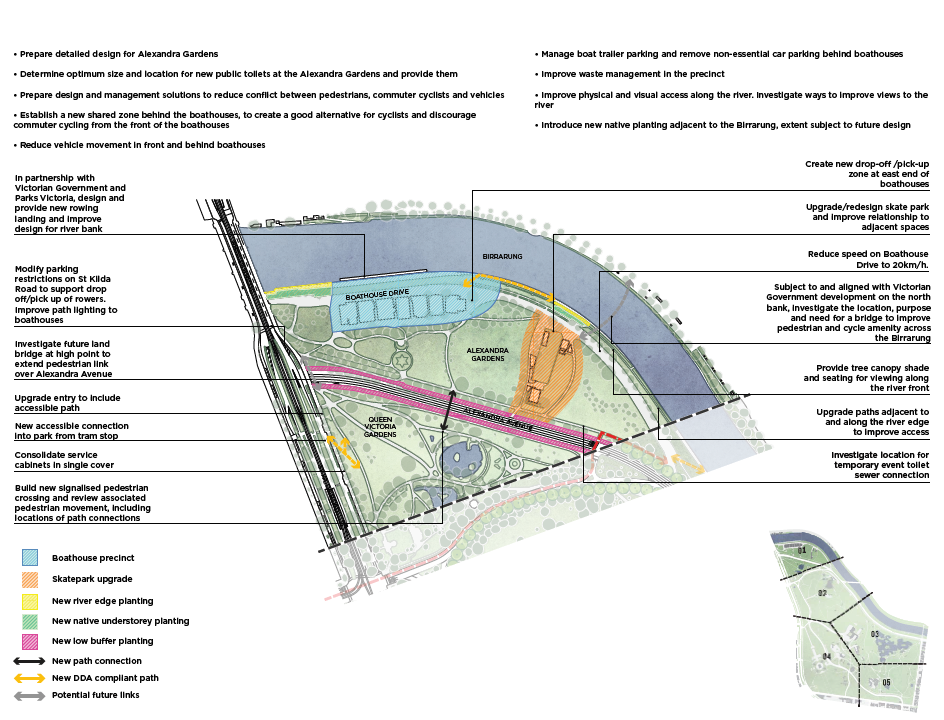 • Prepare detailed design for Alexandra Gardens
• Determine optimum size and location for new public toilets at the Alexandra Gardens and provide them
• Prepare design and management solutions to reduce conflict between pedestrians, commuter cyclists and vehicles
• Establish a new shared zone behind the boathouses, to create a good alternative for cyclists and discourage
commuter cycling from the front of the boathouses
• Reduce vehicle movement in front and behind boathouses
• Manage boat trailer parking and remove non-essential car parking behind boathouses
• Improve waste management in the precinct
• Improve physical and visual access along the river. Investigate ways to improve views to the
river
• Introduce new native planting adjacent to the Birrarung, extent subject to future design
In partnership with
Victorian Government and
Parks Victoria, design and
provide new rowing
landing and improve
design for river bank
Modify parking
restrictions on St Kilda
Road to support drop
off/pick up of rowers.
Improve path lighting to
boathouses
Investigate future land
bridge at high point to
extend pedestrian link
over Alexandra Avenue
Upgrade entry to include
accessible path
New accessible connection
into park from tram stop
Consolidate service
cabinets in single cover
Build new signalised pedestrian
crossing and review associated
pedestrian movement, including
locations of path connections
Create new drop-off /pick-up
zone at east end of
boathouses
Upgrade/redesign skate park
and improve relationship to
adjacent spaces
Reduce speed on Boathouse
Drive to 20km/h.
Subject to and aligned with Victorian
Government development on the north
bank, investigate the location, purpose
and need for a bridge to improve
pedestrian and cycle amenity across
the Birrarung
Provide tree canopy shade
and seating for viewing along
the river front
Upgrade paths adjacent to
and along the river edge
to improve access
Investigate location for
temporary event toilet
sewer connection
BIRRARUNG
BOATHOUSE DRIVE
ALEXANDRA
GARDENS
ALEXANDRA AVENUE
QUEEN
VICTORIA
GARDENS
Boathouse precinct
Skatepark upgrade
New river edge planting
New native understorey planting
New low buffer planting
New path connection
New DDA compliant path
Potential future links
01
02
03
04
05